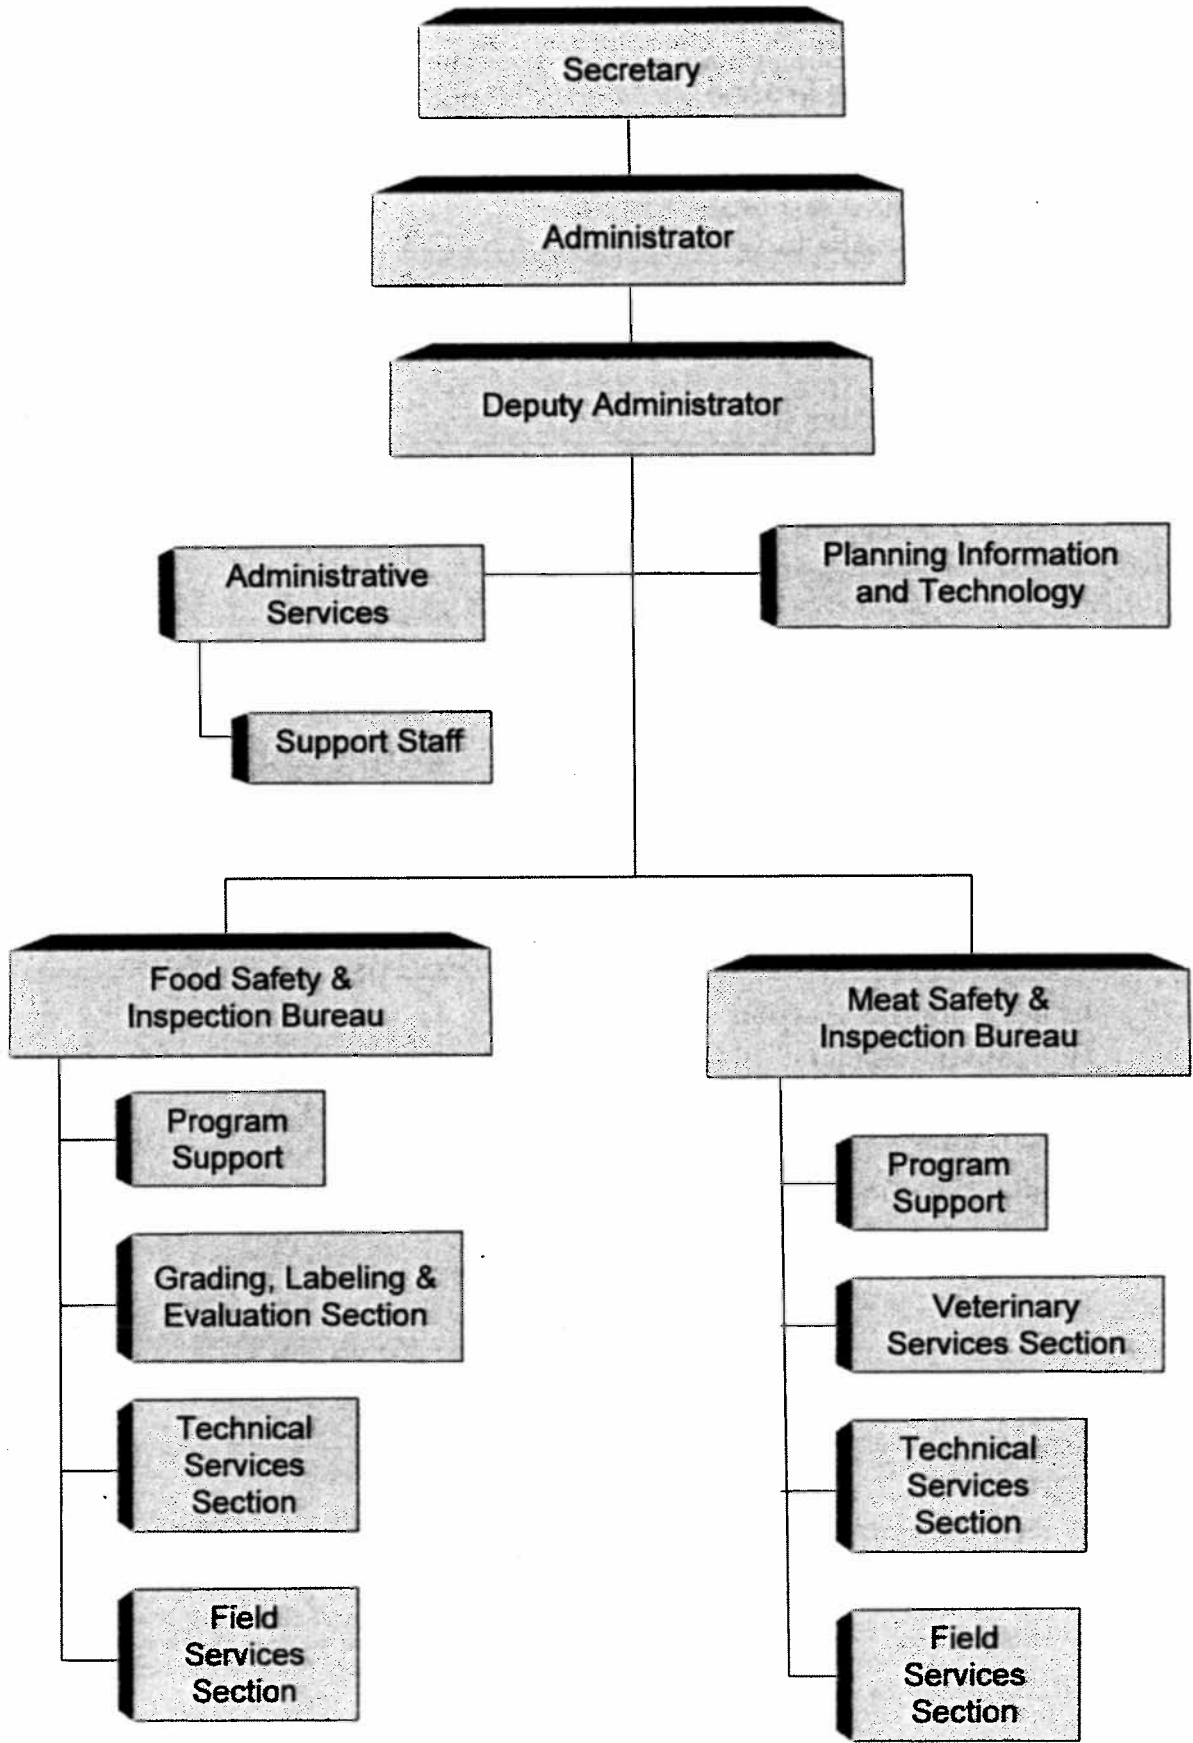 Secretary
Administrator
Deputy Administrator
Administrative
Services
Planning Information
and Technology
Support Staff
Food Safety &
Inspection Bureau
Program
Support
Grading, Labeling &
Evaluation Section
Technical
Services
Section
Field
Services
Section
Meat Safety &
Inspection Bureau
Program
Support
Veterinary
Services Section
Technical
Services
Section
Field
Services
Section